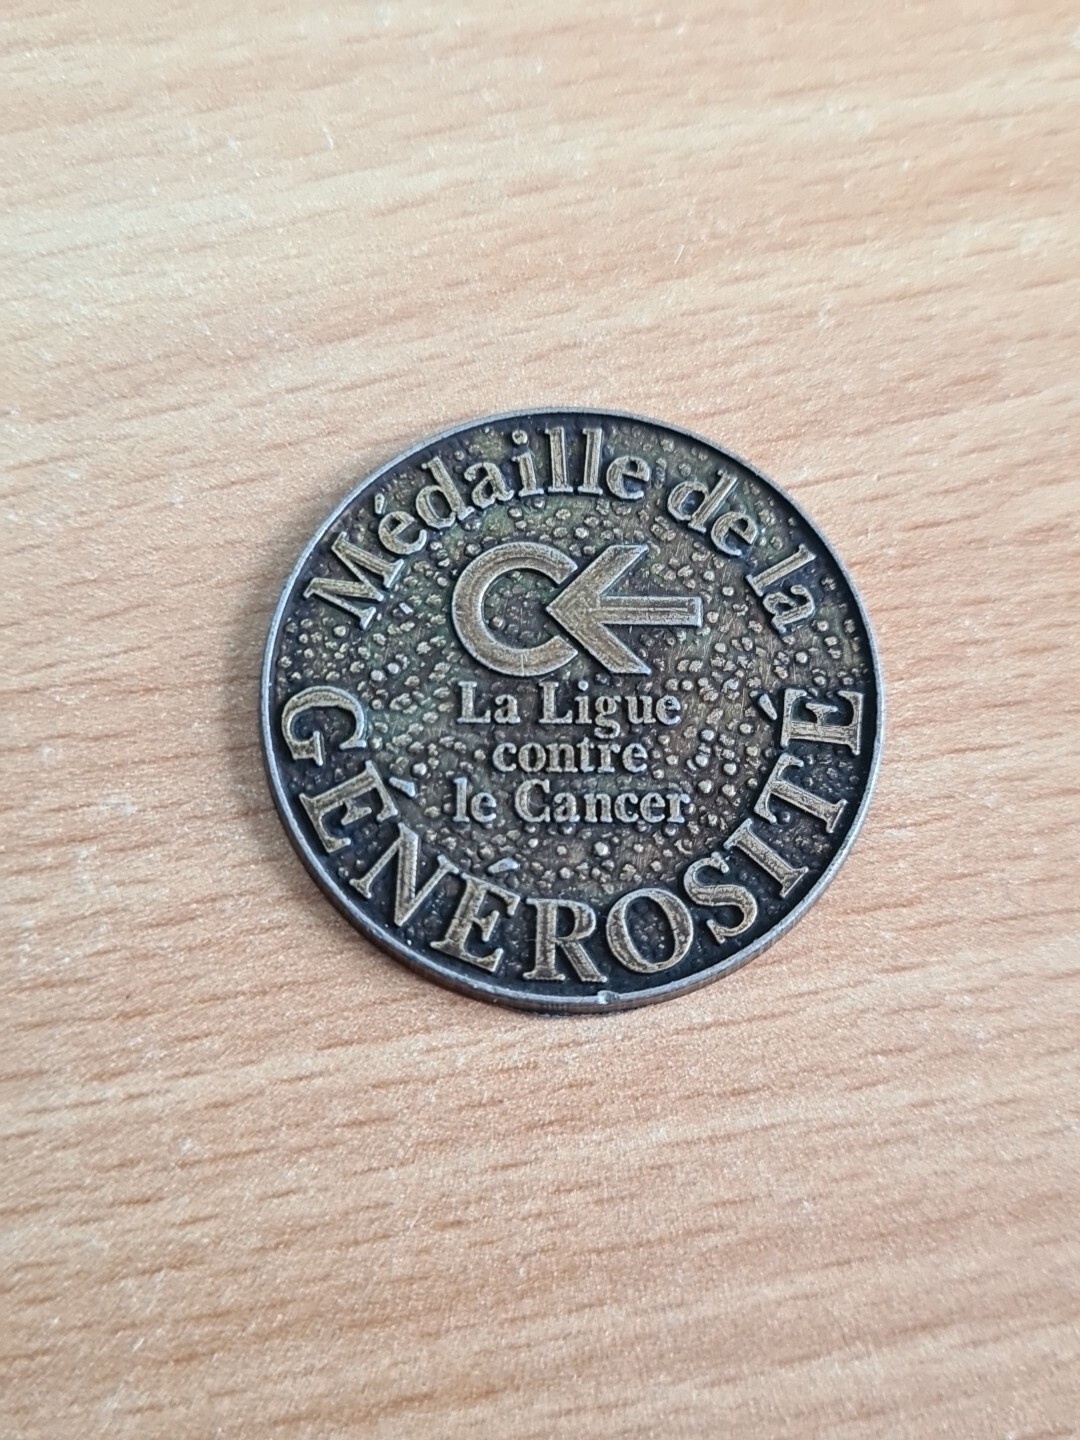 Médaille de la
La Ligue
contre
le Cancer
GÉNÉROSITÉ